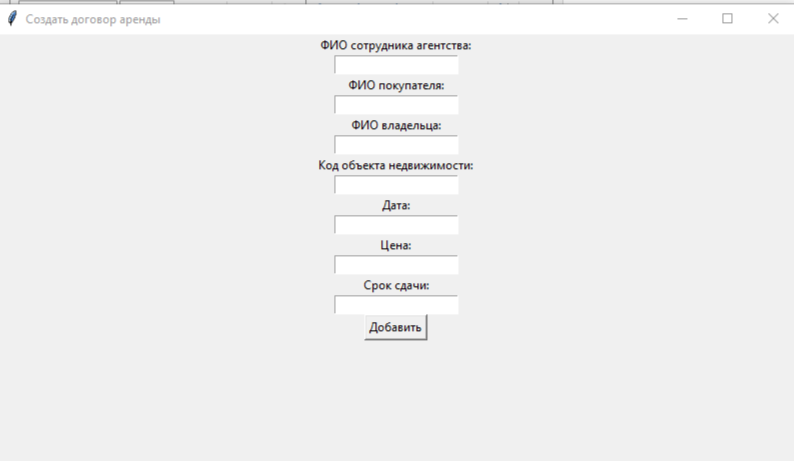 Создать договор аренды
ФИО сотрудника агентства:
ФИО покупателя:
ФИО владельца:
Код объекта недвижимости:
Дата:
Цена:
Срок сдачи:
Добавить